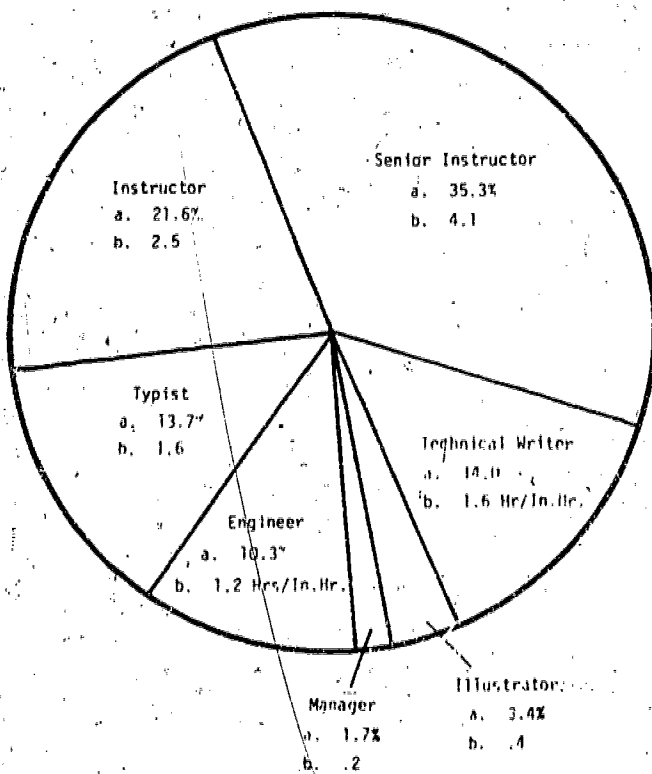 Senior Instructor
a. 35.3%
b. 4.1
Instructor
a. 21.6%
b. 2.5
Typist
a. 13.7%
b. 1.6
Technical Writer
a. 14.0
b. 1.6 Hr/In.Hr.
Engineer
a. 10.3%
b. 1.2 Hrs/In.Hr.
Manager
a. 1.7%
b. .2
Illustrator
a. 3.4%
b. .4